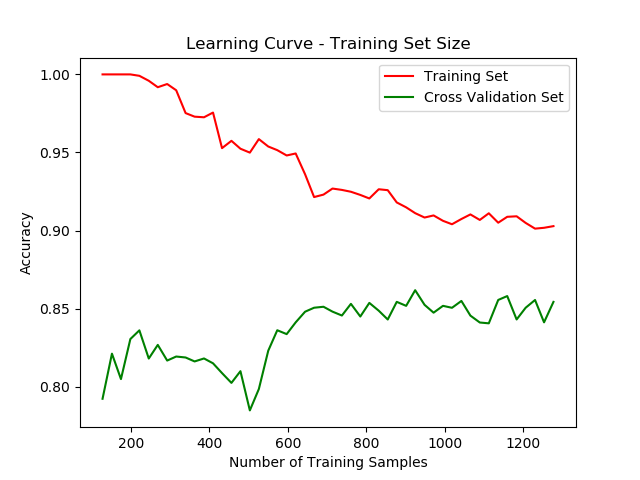 Learning Curve - Training Set Size
Training Set
Cross Validation Set
1.00
0.95
0.90
0.85
0.80
Accuracy
200 400 600 800 1000 1200
Number of Training Samples